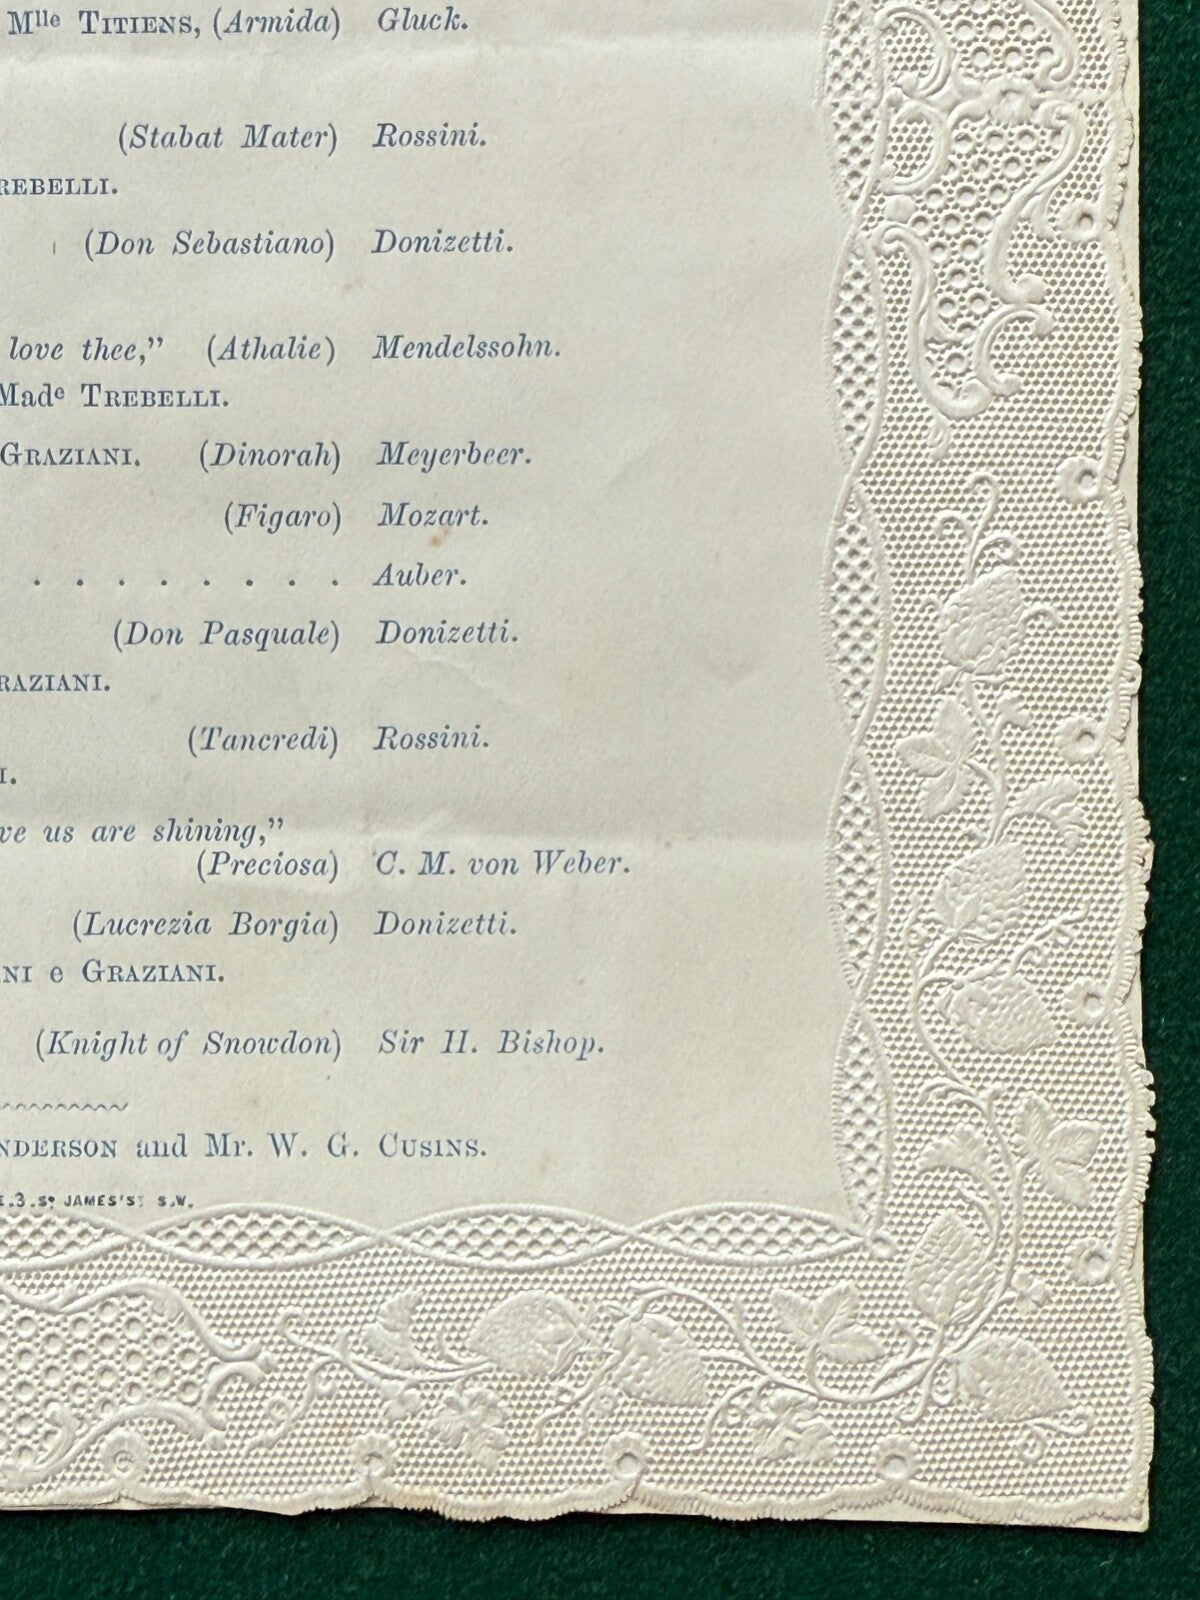 Mlle TITIENS, (Armida) Gluck.
(Stabat Mater) Rossini.
REBELLI.
(Don Sebastiano) Donizetti.
love thee,” (Athalie) Mendelssohn.
Made TREBELLI.
GRAZIANI. (Dinorah) Meyerbeer.
(Figaro) Mozart.
. . . . . . . . Auber.
(Don Pasquale) Donizetti.
RAZIANI.
(Tancredi) Rossini.
I.
ve us are shining,”
(Preciosa) C. M. von Weber.
(Lucrezia Borgia) Donizetti.
NI e GRAZIANI.
(Knight of Snowdon) Sir H. Bishop.
NDERSON and Mr. W. G. CUSINS.
3. St JAMES'S St S.W.